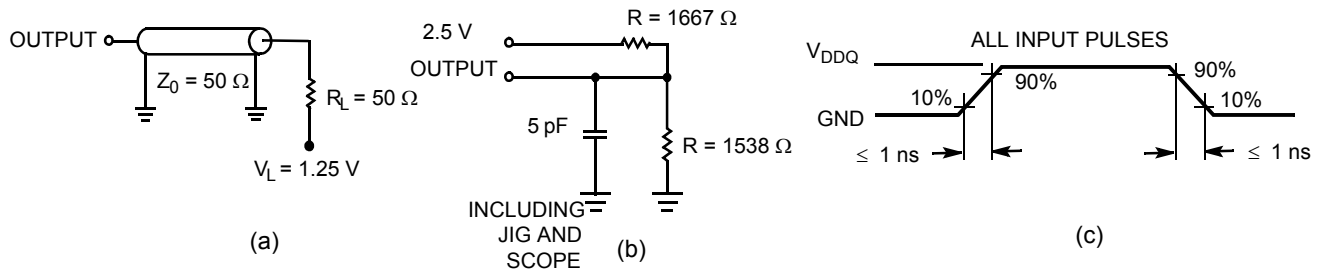 OUTPUT
Z0 = 50 Ω
RL = 50 Ω
VL = 1.25 V
(a)
R = 1667 Ω
2.5 V
OUTPUT
5 pF
R = 1538 Ω
INCLUDING
JIG AND
SCOPE
(b)
ALL INPUT PULSES
VDDQ
GND
10%
90%
90%
10%
≤ 1 ns
≤ 1 ns
(c)